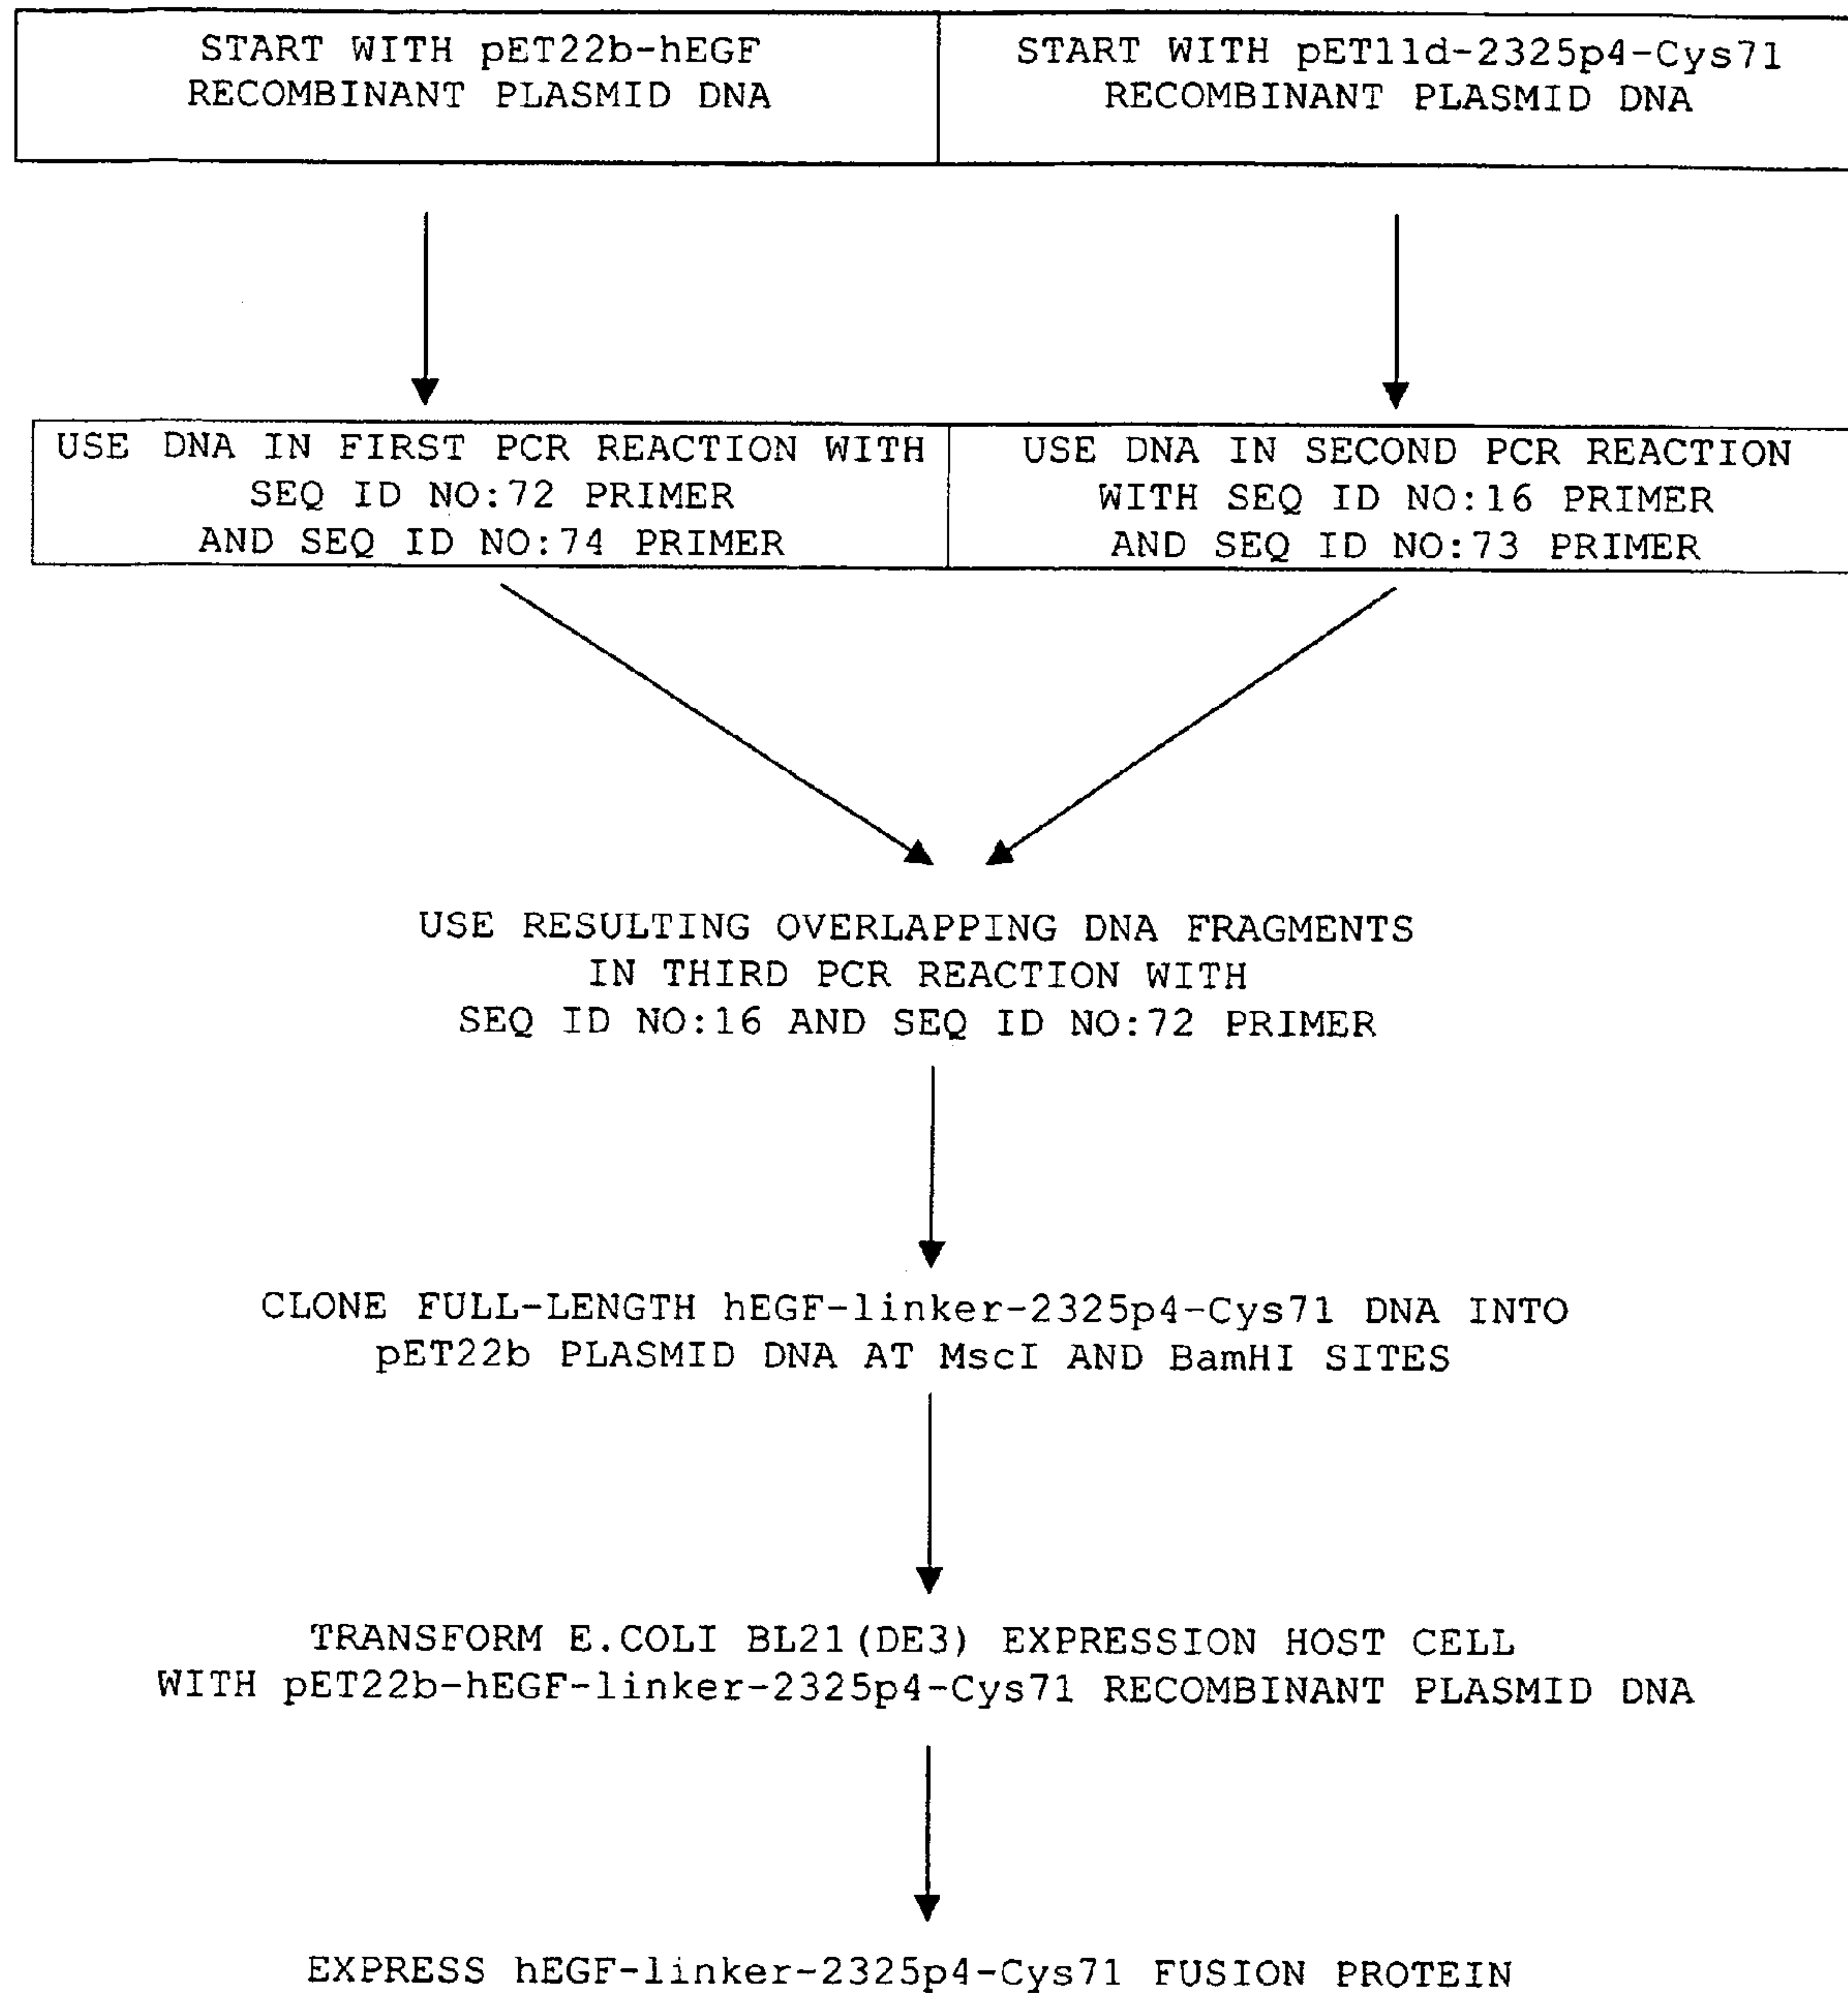 START WITH pET22b-hEGF
RECOMBINANT PLASMID DNA
START WITH pET11d-2325p4-Cys71
RECOMBINANT PLASMID DNA
USE DNA IN FIRST PCR REACTION WITH
SEQ ID NO:72 PRIMER
AND SEQ ID NO:74 PRIMER
USE DNA IN SECOND PCR REACTION
WITH SEQ ID NO:16 PRIMER
AND SEQ ID NO:73 PRIMER
USE RESULTING OVERLAPPING DNA FRAGMENTS
IN THIRD PCR REACTION WITH
SEQ ID NO:16 AND SEQ ID NO:72 PRIMER
CLONE FULL-LENGTH hEGF-linker-2325p4-Cys71 DNA INTO
pET22b PLASMID DNA AT MscI AND BamHI SITES
TRANSFORM E.COLI BL21(DE3) EXPRESSION HOST CELL
WITH pET22b-hEGF-linker-2325p4-Cys71 RECOMBINANT PLASMID DNA
EXPRESS hEGF-linker-2325p4-Cys71 FUSION PROTEIN